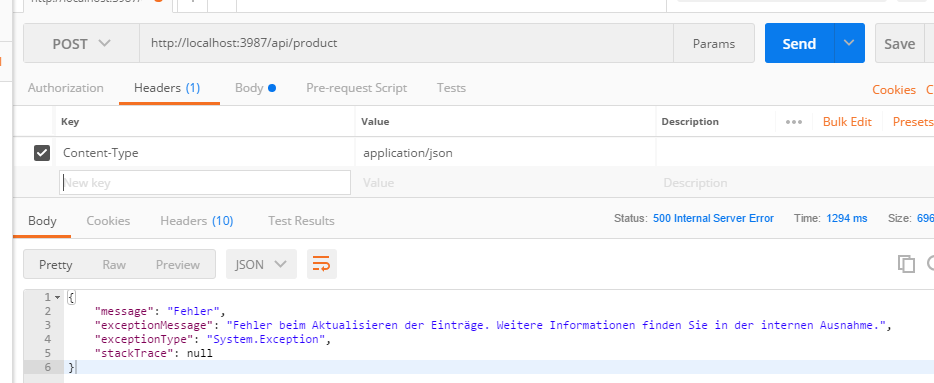 http://localhost:3987/
POST http://localhost:3987/api/product Params Send Save
Authorization Headers (1) Body Pre-request Script Tests Cookies C
Key Value Description Bulk Edit Presets
Content-Type application/json
New key Value Description
Body Cookies Headers (10) Test Results Status: 500 Internal Server Error Time: 1294 ms Size: 696
Pretty Raw Preview JSON
1 {
2 "message": "Fehler",
3 "exceptionMessage": "Fehler beim Aktualisieren der Einträge. Weitere Informationen finden Sie in der internen Ausnahme.",
4 "exceptionType": "System.Exception",
5 "stackTrace": null
6 }